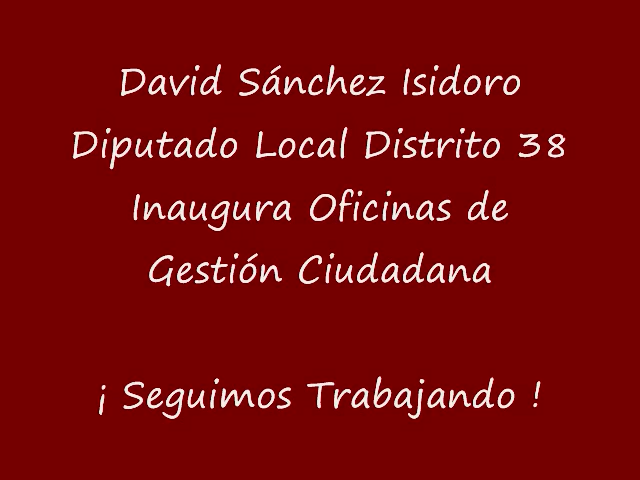 David Sánchez Isidoro
Diputado Local Distrito 38
Inaugura Oficinas de
Gestión Ciudadana
¡ Seguimos Trabajando !